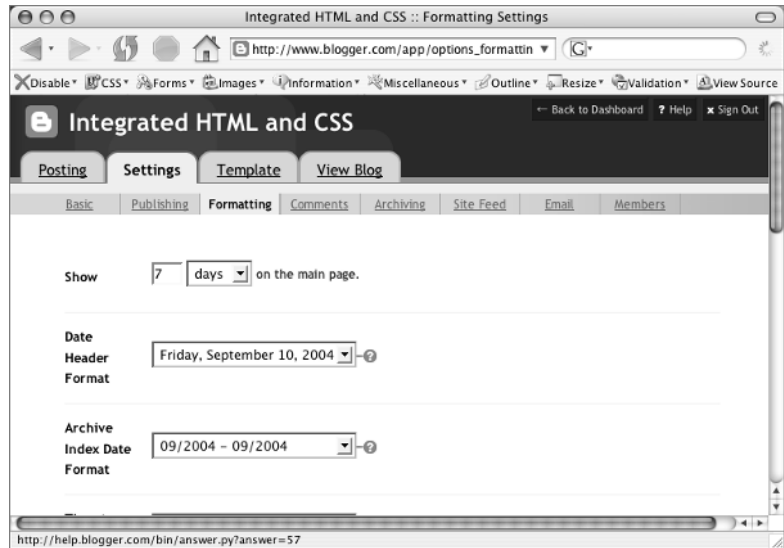 Integrated HTML and CSS :: Formatting Settings
http://www.blogger.com/app/options_formattin
G
Disable CSS Forms Images Information Miscellaneous Outline Resize Validation View Source
← Back to Dashboard ? Help x Sign Out
Integrated HTML and CSS
Posting Settings Template View Blog
Basic Publishing Formatting Comments Archiving Site Feed Email Members
Show 7 days on the main page.
Date
Header
Format
Friday, September 10, 2004 ?
Archive
Index Date
Format
09/2004 - 09/2004 ?
http://help.blogger.com/bin/answer.py?answer=57